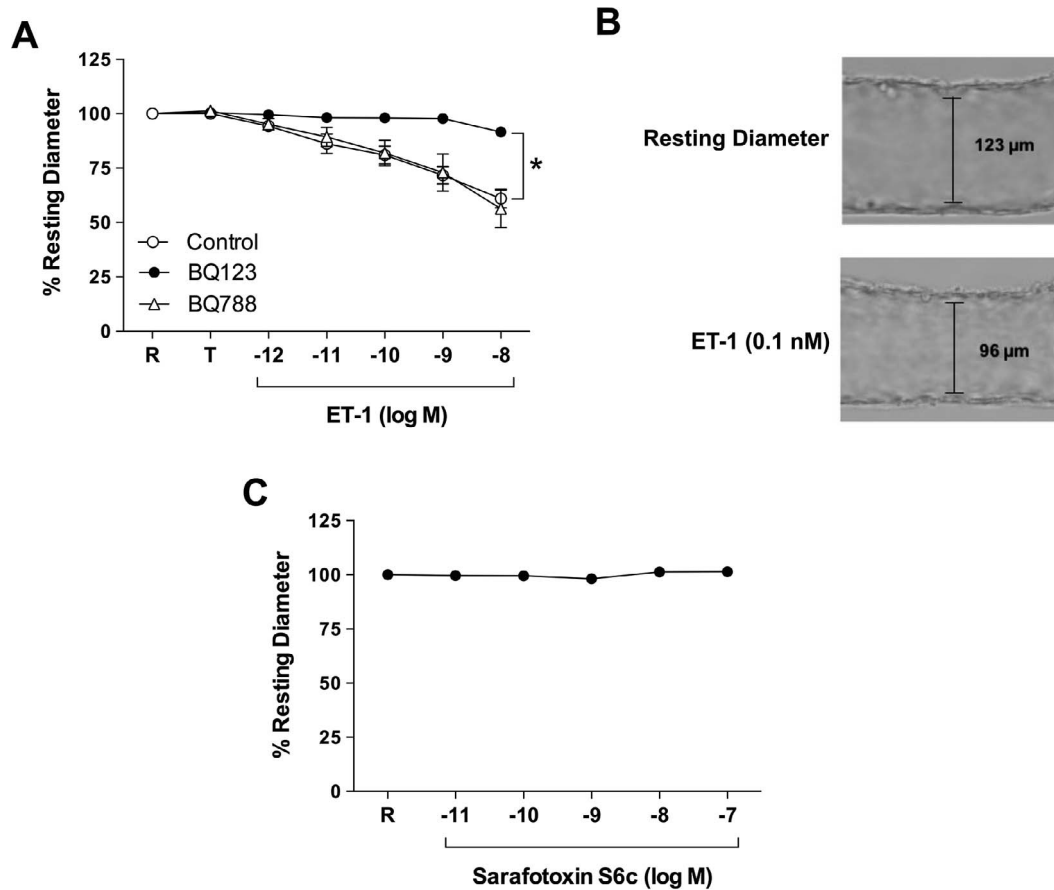 A
125
100
75
50
25
0
% Resting Diameter
Control
BQ123
BQ788
*
R T -12 -11 -10 -9 -8
ET-1 (log M)
B
Resting Diameter
123 µm
ET-1 (0.1 nM)
96 µm
C
125
100
75
50
25
0
% Resting Diameter
R -11 -10 -9 -8 -7
Sarafotoxin S6c (log M)